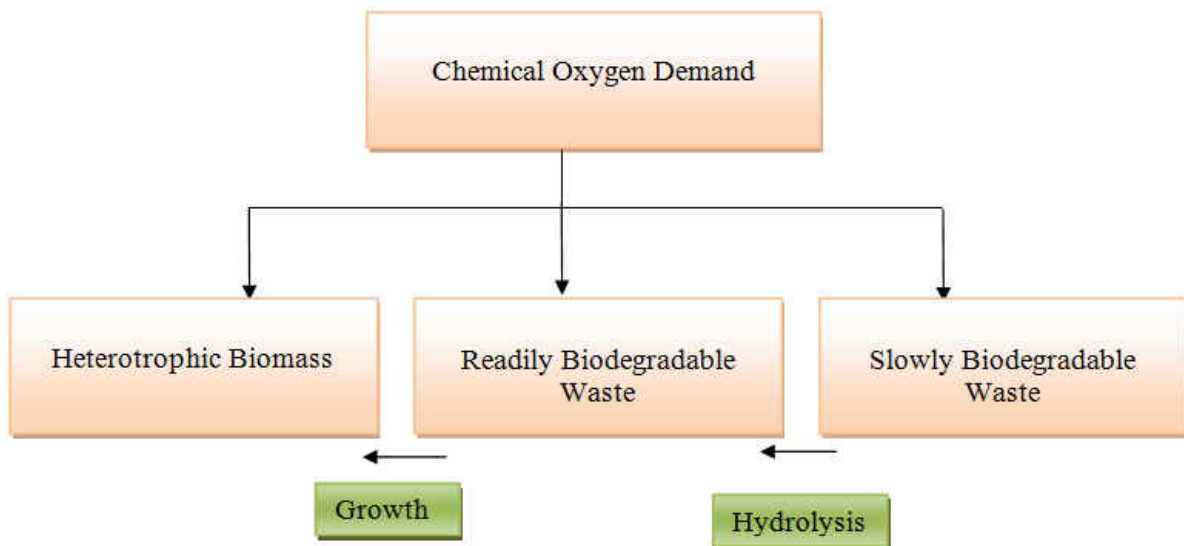 Chemical Oxygen Demand
Heterotrophic Biomass
Readily Biodegradable
Waste
Slowly Biodegradable
Waste
Growth
Hydrolysis